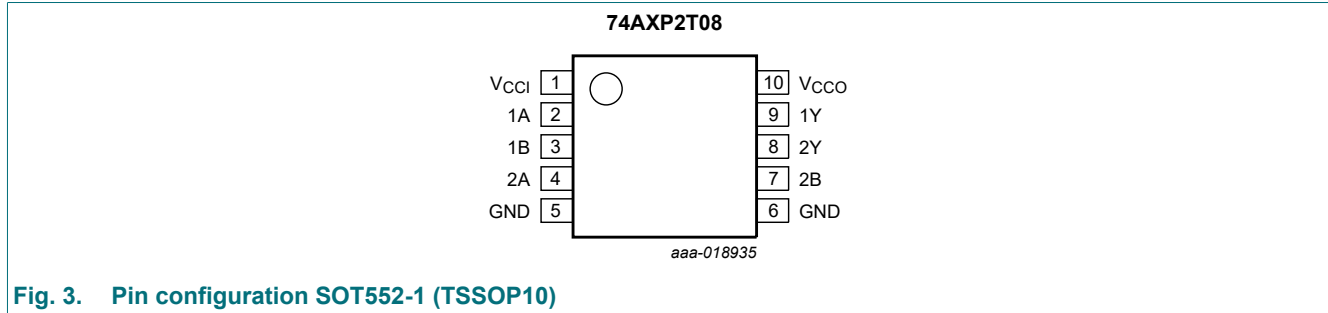 74AXP2T08
VCCI 1 10 VCCO
1A 2 9 1Y
1B 3 8 2Y
2A 4 7 2B
GND 5 6 GND
aaa-018935
Fig. 3. Pin configuration SOT552-1 (TSSOP10)